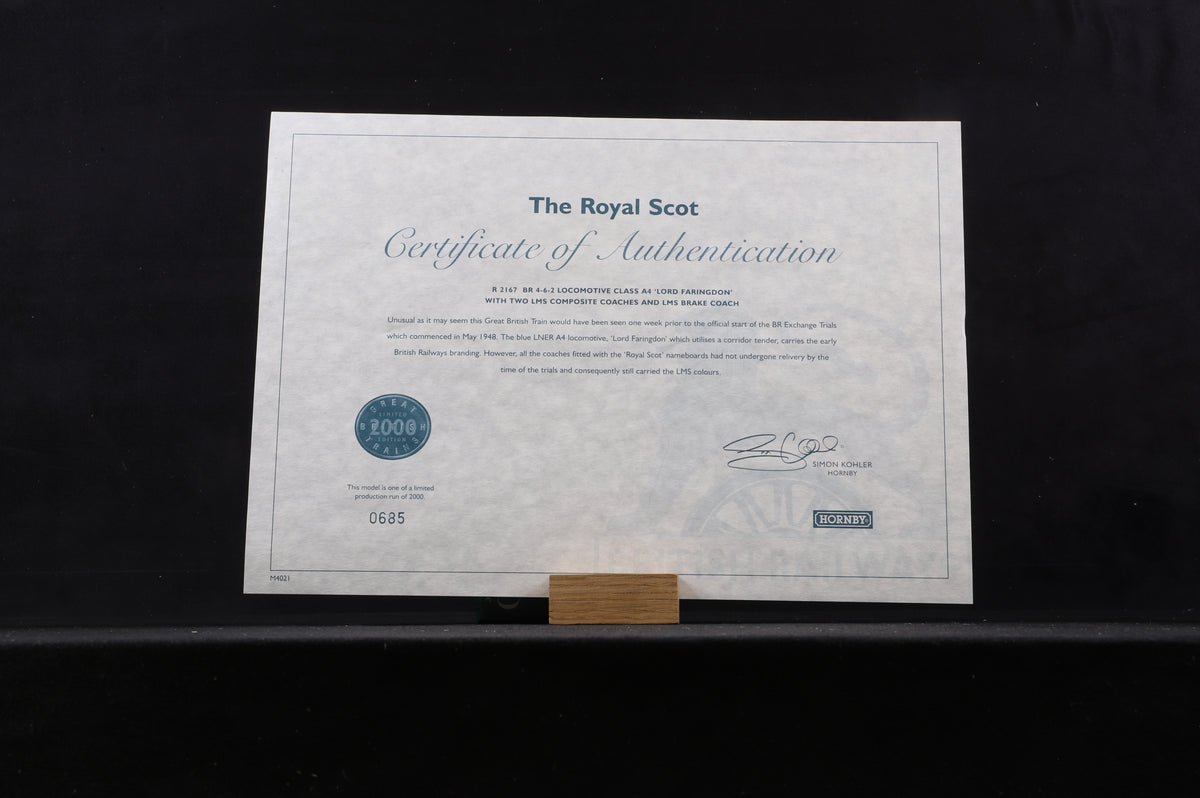 The Royal Scot
Certificate of Authentication
R 2167 BR 4-6-2 LOCOMOTIVE CLASS A4 'LORD FARINGDON'
WITH TWO LMS COMPOSITE COACHES AND LMS BRAKE COACH
Unusual as it may seem this Great British Train would have been seen one week prior to the official start of the BR Exchange Trials
which commenced in May 1948. The blue LNER A4 locomotive, 'Lord Faringdon' which utilises a corridor tender, carries the early
British Railways branding. However, all the coaches fitted with the 'Royal Scot' nameboards had not undergone relivery by the
time of the trials and consequently still carried the LMS colours.
GREAT
LIMITED
2000
EDITION
TRAINS
SIMON KOHLER
HORNBY
This model is one of a limited
production run of 2000.
0685
HORNBY
M4021